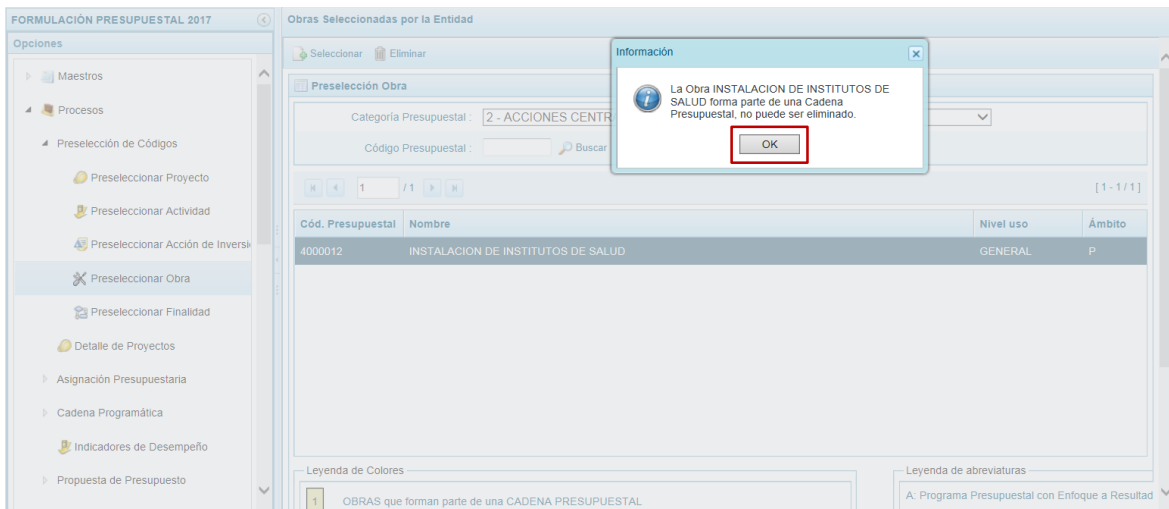 FORMULACIÓN PRESUPUESTAL 2017
Opciones
Maestros
Procesos
Preselección de Códigos
Preseleccionar Proyecto
Preseleccionar Actividad
Preseleccionar Acción de Inversi
Preseleccionar Obra
Preseleccionar Finalidad
Detalle de Proyectos
Asignación Presupuestaria
Cadena Programática
Indicadores de Desempeño
Propuesta de Presupuesto
Obras Seleccionadas por la Entidad
Seleccionar Eliminar
Preselección Obra
Categoría Presupuestal : 2 - ACCIONES CENTR
Código Presupuestal : Buscar
1 / 1 [ 1 - 1 / 1 ]
Cód. Presupuestal Nombre Nivel uso Ámbito
4000012 INSTALACION DE INSTITUTOS DE SALUD GENERAL P
Información
La Obra INSTALACION DE INSTITUTOS DE
SALUD forma parte de una Cadena
Presupuestal, no puede ser eliminado.
OK
Leyenda de Colores
1 OBRAS que forman parte de una CADENA PRESUPUESTAL
Leyenda de abreviaturas
A: Programa Presupuestal con Enfoque a Resultad